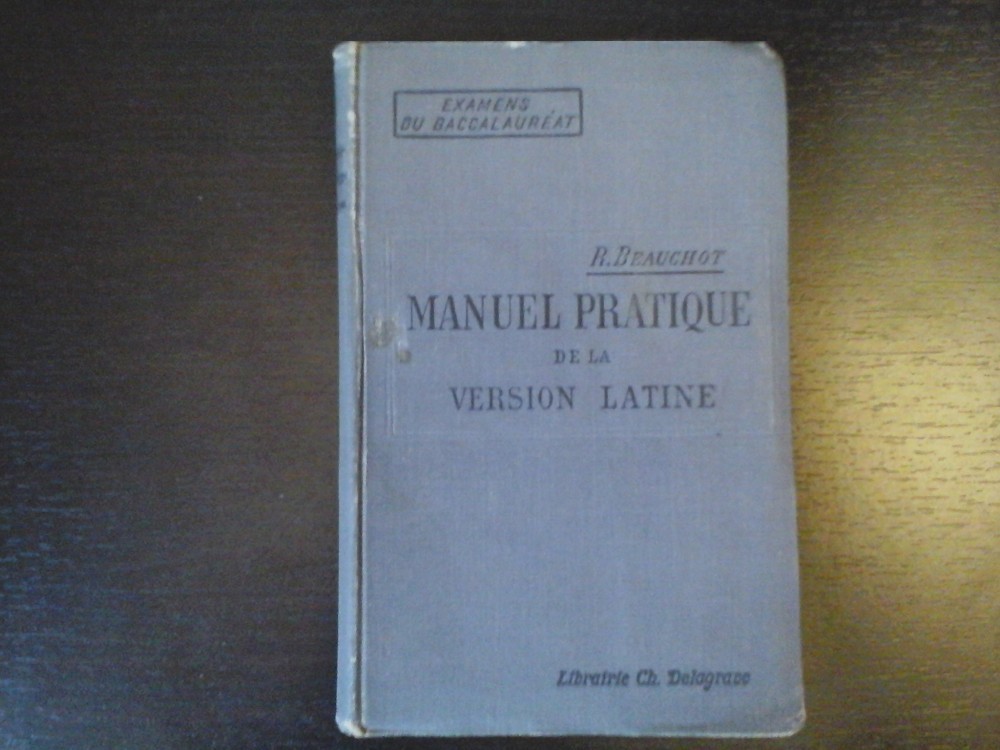 EXAMENS
DU BACCALAURÉAT
R. BEAUCHOT
MANUEL PRATIQUE
DE LA
VERSION LATINE
Librairie Ch. Delagrave